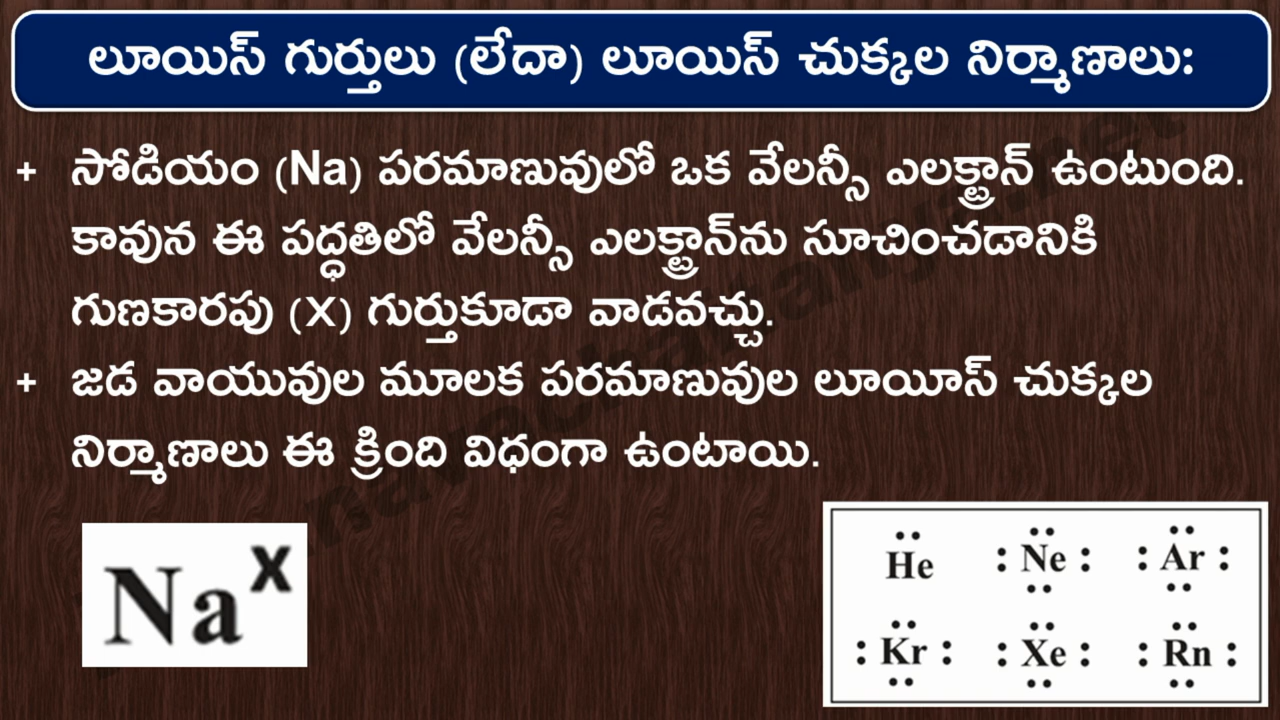 లూయిస్ గుర్తులు (లేదా) లూయిస్ చుక్కల నిర్మాణాలు:
+ సోడియం (Na) పరమాణువులో ఒక వేలన్సీ ఎలక్ట్రాన్ ఉంటుంది.
కావున ఈ పద్ధతిలో వేలన్సీ ఎలక్ట్రాన్‌ను సూచించడానికి
గుణకారపు (X) గుర్తుకూడా వాడవచ్చు.
+ జడ వాయువుల మూలక పరమాణువుల లూయీస్ చుక్కల
నిర్మాణాలు ఈ క్రింది విధంగా ఉంటాయి.
Na X
He Ne Ar
Kr Xe Rn